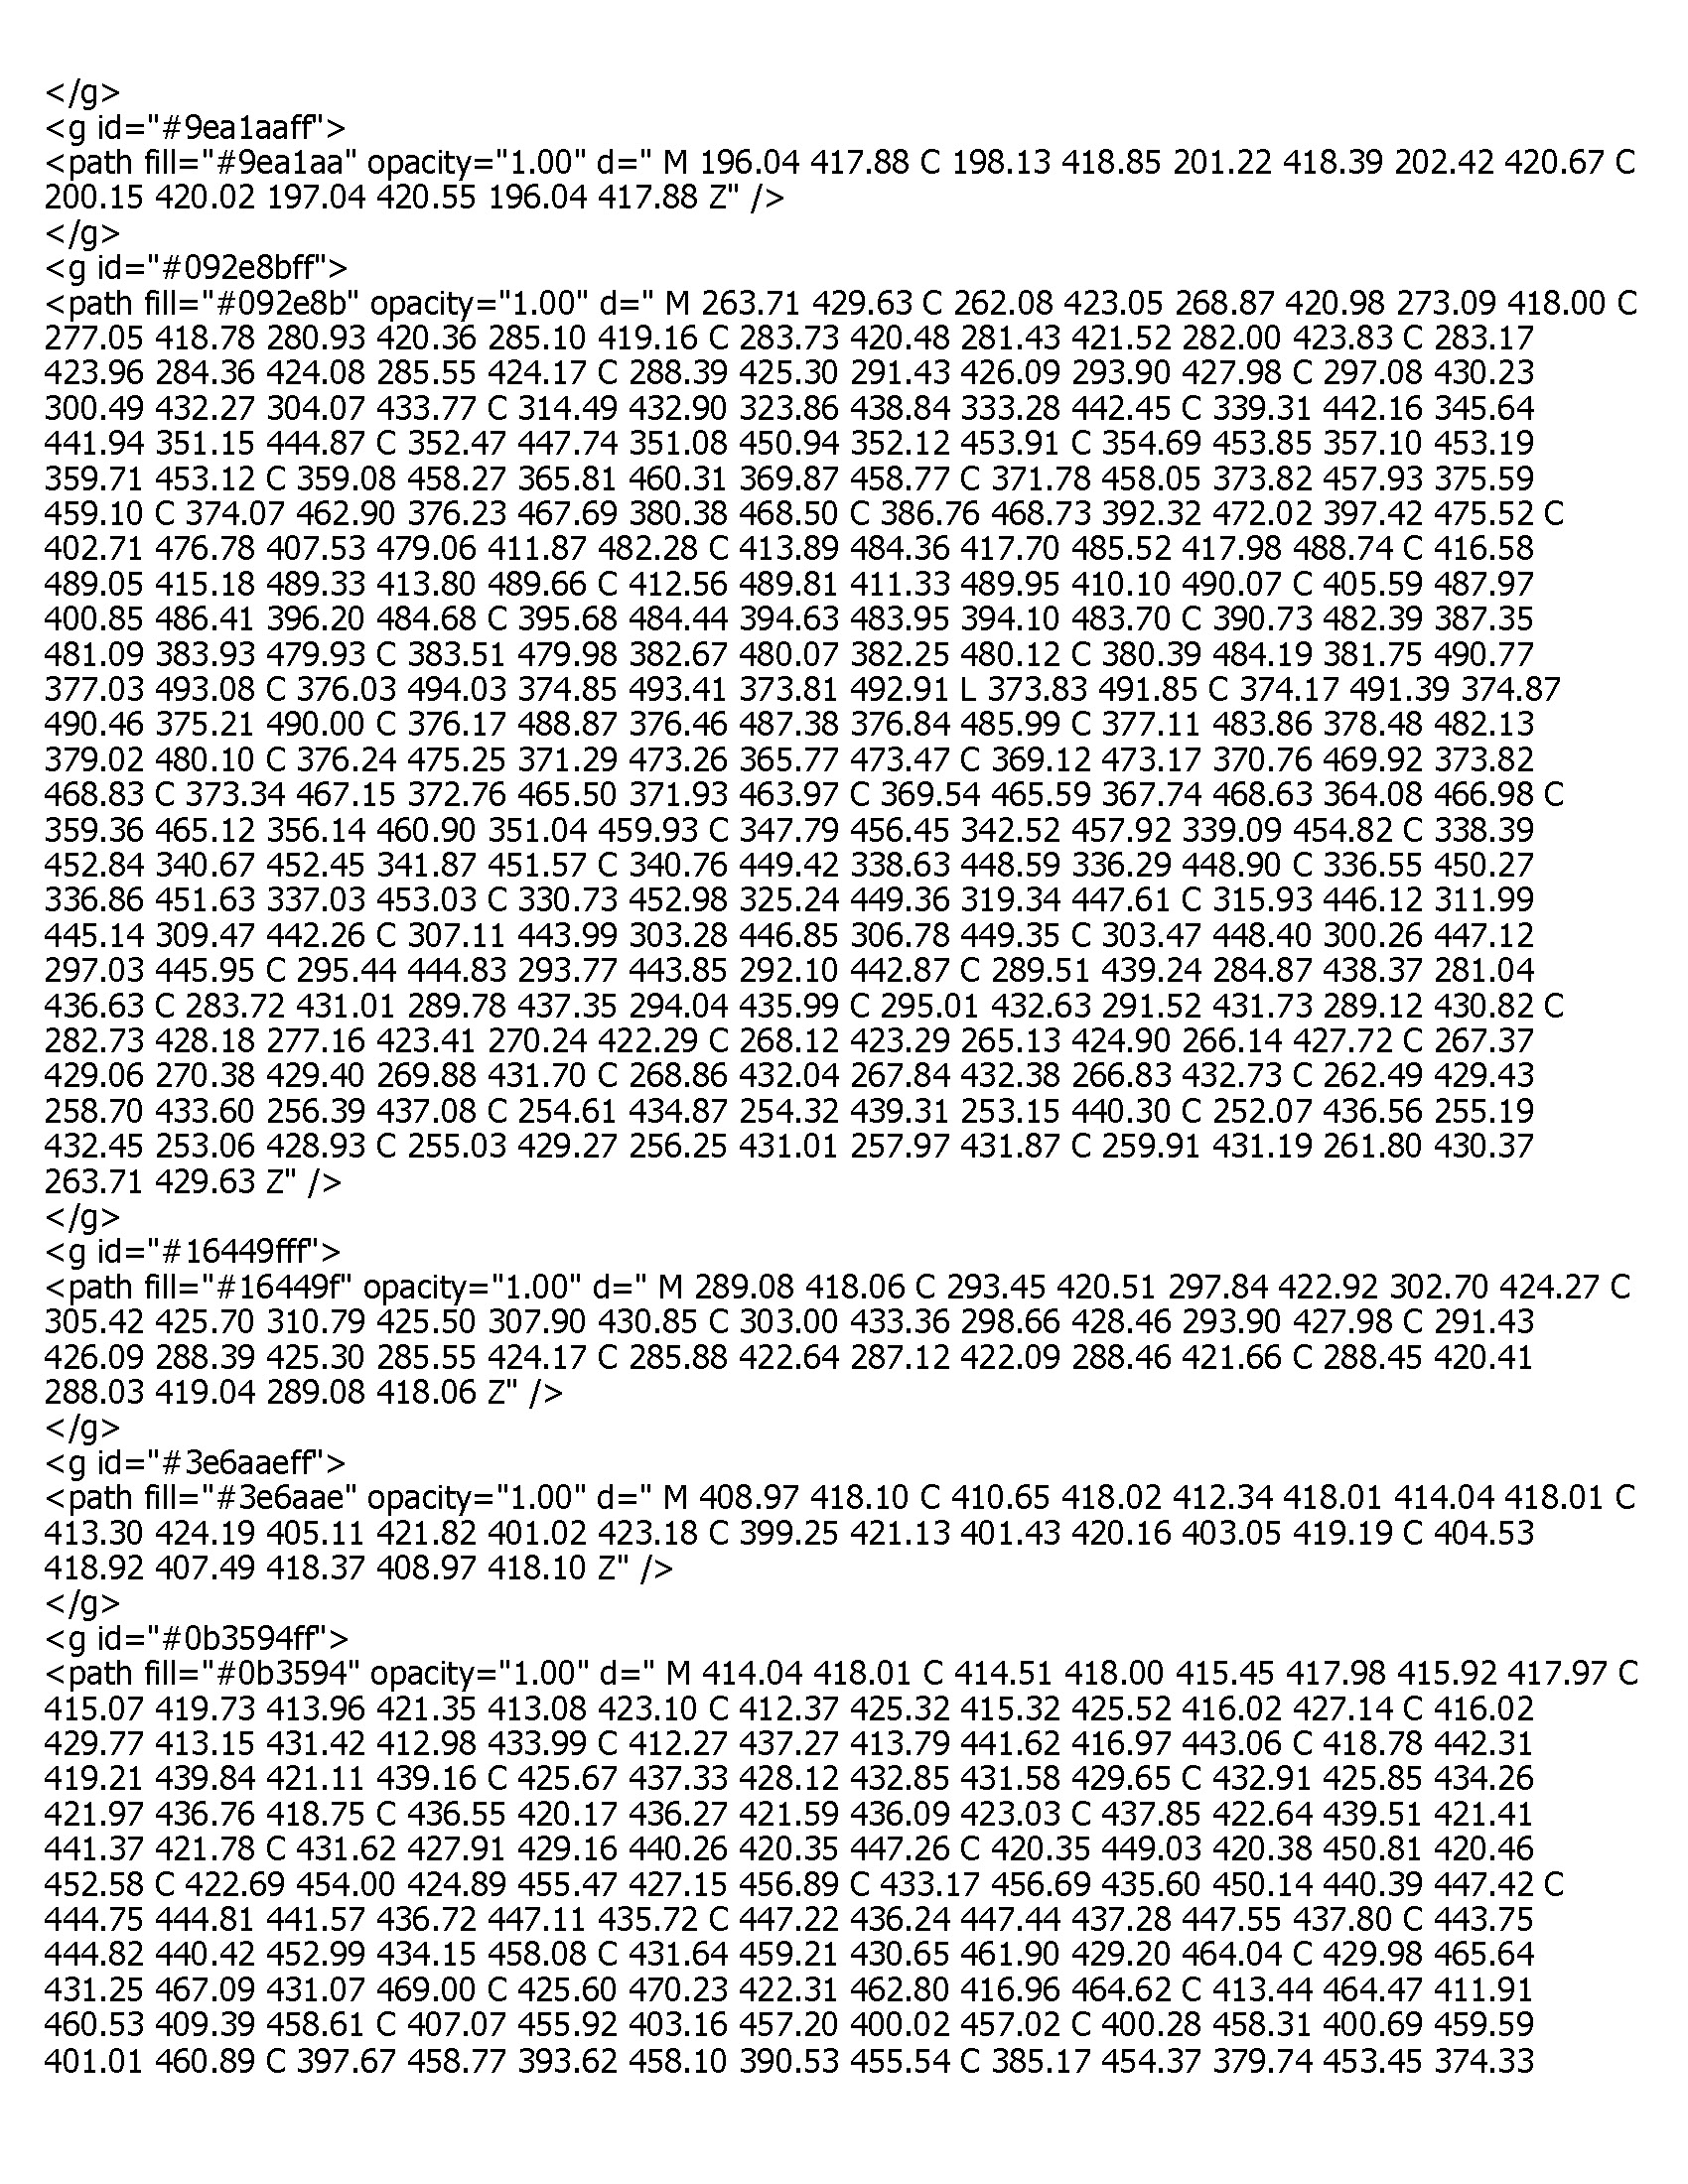 </g>
<g id="#9ea1aaff">
<path fill="#9ea1aa" opacity="1.00" d=" M 196.04 417.88 C 198.13 418.85 201.22 418.39 202.42 420.67 C
200.15 420.02 197.04 420.55 196.04 417.88 Z" />
</g>
<g id="#092e8bff">
<path fill="#092e8b" opacity="1.00" d=" M 263.71 429.63 C 262.08 423.05 268.87 420.98 273.09 418.00 C
277.05 418.78 280.93 420.36 285.10 419.16 C 283.73 420.48 281.43 421.52 282.00 423.83 C 283.17
423.96 284.36 424.08 285.55 424.17 C 288.39 425.30 291.43 426.09 293.90 427.98 C 297.08 430.23
300.49 432.27 304.07 433.77 C 314.49 432.90 323.86 438.84 333.28 442.45 C 339.31 442.16 345.64
441.94 351.15 444.87 C 352.47 447.74 351.08 450.94 352.12 453.91 C 354.69 453.85 357.10 453.19
359.71 453.12 C 359.08 458.27 365.81 460.31 369.87 458.77 C 371.78 458.05 373.82 457.93 375.59
459.10 C 374.07 462.90 376.23 467.69 380.38 468.50 C 386.76 468.73 392.32 472.02 397.42 475.52 C
402.71 476.78 407.53 479.06 411.87 482.28 C 413.89 484.36 417.70 485.52 417.98 488.74 C 416.58
489.05 415.18 489.33 413.80 489.66 C 412.56 489.81 411.33 489.95 410.10 490.07 C 405.59 487.97
400.85 486.41 396.20 484.68 C 395.68 484.44 394.63 483.95 394.10 483.70 C 390.73 482.39 387.35
481.09 383.93 479.93 C 383.51 479.98 382.67 480.07 382.25 480.12 C 380.39 484.19 381.75 490.77
377.03 493.08 C 376.03 494.03 374.85 493.41 373.81 492.91 L 373.83 491.85 C 374.17 491.39 374.87
490.46 375.21 490.00 C 376.17 488.87 376.46 487.38 376.84 485.99 C 377.11 483.86 378.48 482.13
379.02 480.10 C 376.24 475.25 371.29 473.26 365.77 473.47 C 369.12 473.17 370.76 469.92 373.82
468.83 C 373.34 467.15 372.76 465.50 371.93 463.97 C 369.54 465.59 367.74 468.63 364.08 466.98 C
359.36 465.12 356.14 460.90 351.04 459.93 C 347.79 456.45 342.52 457.92 339.09 454.82 C 338.39
452.84 340.67 452.45 341.87 451.57 C 340.76 449.42 338.63 448.59 336.29 448.90 C 336.55 450.27
336.86 451.63 337.03 453.03 C 330.73 452.98 325.24 449.36 319.34 447.61 C 315.93 446.12 311.99
445.14 309.47 442.26 C 307.11 443.99 303.28 446.85 306.78 449.35 C 303.47 448.40 300.26 447.12
297.03 445.95 C 295.44 444.83 293.77 443.85 292.10 442.87 C 289.51 439.24 284.87 438.37 281.04
436.63 C 283.72 431.01 289.78 437.35 294.04 435.99 C 295.01 432.63 291.52 431.73 289.12 430.82 C
282.73 428.18 277.16 423.41 270.24 422.29 C 268.12 423.29 265.13 424.90 266.14 427.72 C 267.37
429.06 270.38 429.40 269.88 431.70 C 268.86 432.04 267.84 432.38 266.83 432.73 C 262.49 429.43
258.70 433.60 256.39 437.08 C 254.61 434.87 254.32 439.31 253.15 440.30 C 252.07 436.56 255.19
432.45 253.06 428.93 C 255.03 429.27 256.25 431.01 257.97 431.87 C 259.91 431.19 261.80 430.37
263.71 429.63 Z" />
</g>
<g id="#16449fff">
<path fill="#16449f" opacity="1.00" d=" M 289.08 418.06 C 293.45 420.51 297.84 422.92 302.70 424.27 C
305.42 425.70 310.79 425.50 307.90 430.85 C 303.00 433.36 298.66 428.46 293.90 427.98 C 291.43
426.09 288.39 425.30 285.55 424.17 C 285.88 422.64 287.12 422.09 288.46 421.66 C 288.45 420.41
288.03 419.04 289.08 418.06 Z" />
</g>
<g id="#3e6aaeff">
<path fill="#3e6aae" opacity="1.00" d=" M 408.97 418.10 C 410.65 418.02 412.34 418.01 414.04 418.01 C
413.30 424.19 405.11 421.82 401.02 423.18 C 399.25 421.13 401.43 420.16 403.05 419.19 C 404.53
418.92 407.49 418.37 408.97 418.10 Z" />
</g>
<g id="#0b3594ff">
<path fill="#0b3594" opacity="1.00" d=" M 414.04 418.01 C 414.51 418.00 415.45 417.98 415.92 417.97 C
415.07 419.73 413.96 421.35 413.08 423.10 C 412.37 425.32 415.32 425.52 416.02 427.14 C 416.02
429.77 413.15 431.42 412.98 433.99 C 412.27 437.27 413.79 441.62 416.97 443.06 C 418.78 442.31
419.21 439.84 421.11 439.16 C 425.67 437.33 428.12 432.85 431.58 429.65 C 432.91 425.85 434.26
421.97 436.76 418.75 C 436.55 420.17 436.27 421.59 436.09 423.03 C 437.85 422.64 439.51 421.41
441.37 421.78 C 431.62 427.91 429.16 440.26 420.35 447.26 C 420.35 449.03 420.38 450.81 420.46
452.58 C 422.69 454.00 424.89 455.47 427.15 456.89 C 433.17 456.69 435.60 450.14 440.39 447.42 C
444.75 444.81 441.57 436.72 447.11 435.72 C 447.22 436.24 447.44 437.28 447.55 437.80 C 443.75
444.82 440.42 452.99 434.15 458.08 C 431.64 459.21 430.65 461.90 429.20 464.04 C 429.98 465.64
431.25 467.09 431.07 469.00 C 425.60 470.23 422.31 462.80 416.96 464.62 C 413.44 464.47 411.91
460.53 409.39 458.61 C 407.07 455.92 403.16 457.20 400.02 457.02 C 400.28 458.31 400.69 459.59
401.01 460.89 C 397.67 458.77 393.62 458.10 390.53 455.54 C 385.17 454.37 379.74 453.45 374.33